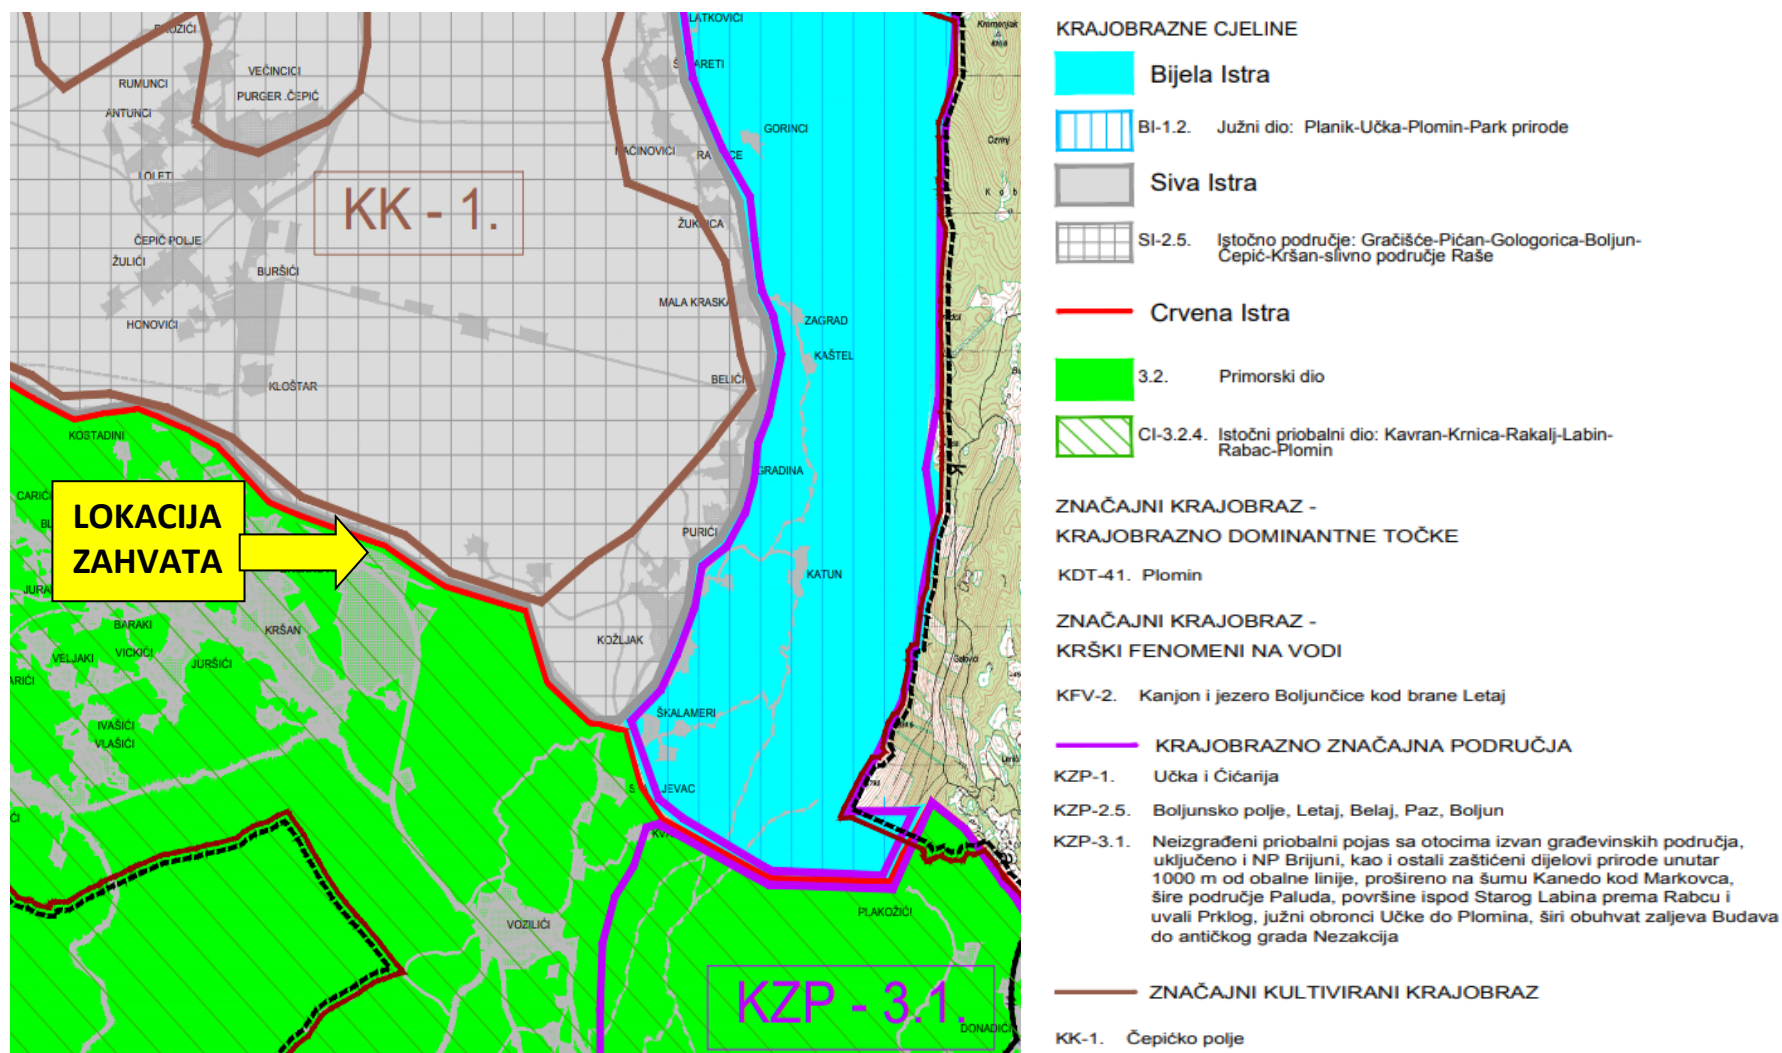 LATKOVIĆI
VEČINCICI
RUMUNCI
PURGER ČEPIĆ
ANTUNCI
GORINCI
ŽUKNICA
ČEPIĆ POLJE
ŽULIĆI
BURŠIĆI
KK - 1.
MALA KRASKA
HONOVIĆI
ZAGRAD
KAŠTEL
BELIĆI
KLOŠTAR
KOSTADINI
GRADINA
LOKACIJA
ZAHVATA
PURIĆI
KATUN
BARAKI
KRŠAN
KOŽLJAK
VICKIĆI
VELJAKI
JURŠIĆI
ŠKALAMERI
IVAŠIĆI
VLAŠIĆI
PLAKOŽIĆI
VOZILIĆI
KZP - 3.1.
DONADIĆI
KRAJOBRAZNE CJELINE
Bijela Istra
BI-1.2. Južni dio: Planik-Učka-Plomin-Park prirode
Siva Istra
SI-2.5. Istočno područje: Gračišće-Pićan-Gologorica-Boljun-
Čepić-Kršan-slivno područje Raše
Crvena Istra
3.2. Primorski dio
CI-3.2.4. Istočni priobalni dio: Kavran-Krnica-Rakalj-Labin-
Rabac-Plomin
ZNAČAJNI KRAJOBRAZ -
KRAJOBRAZNO DOMINANTNE TOČKE
KDT-41. Plomin
ZNAČAJNI KRAJOBRAZ -
KRŠKI FENOMENI NA VODI
KFV-2. Kanjon i jezero Boljunčice kod brane Letaj
KRAJOBRAZNO ZNAČAJNA PODRUČJA
KZP-1. Učka i Ćićarija
KZP-2.5. Boljunsko polje, Letaj, Belaj, Paz, Boljun
KZP-3.1. Neizgrađeni priobalni pojas sa otocima izvan građevinskih područja,
uključeno i NP Brijuni, kao i ostali zaštićeni dijelovi prirode unutar
1000 m od obalne linije, prošireno na šumu Kanedo kod Markovca,
šire područje Paluda, površine ispod Starog Labina prema Rabcu i
uvali Prklog, južni obronci Učke do Plomina, širi obuhvat zaljeva Budava
do antičkog grada Nezakcija
ZNAČAJNI KULTIVIRANI KRAJOBRAZ
KK-1. Čepićko polje